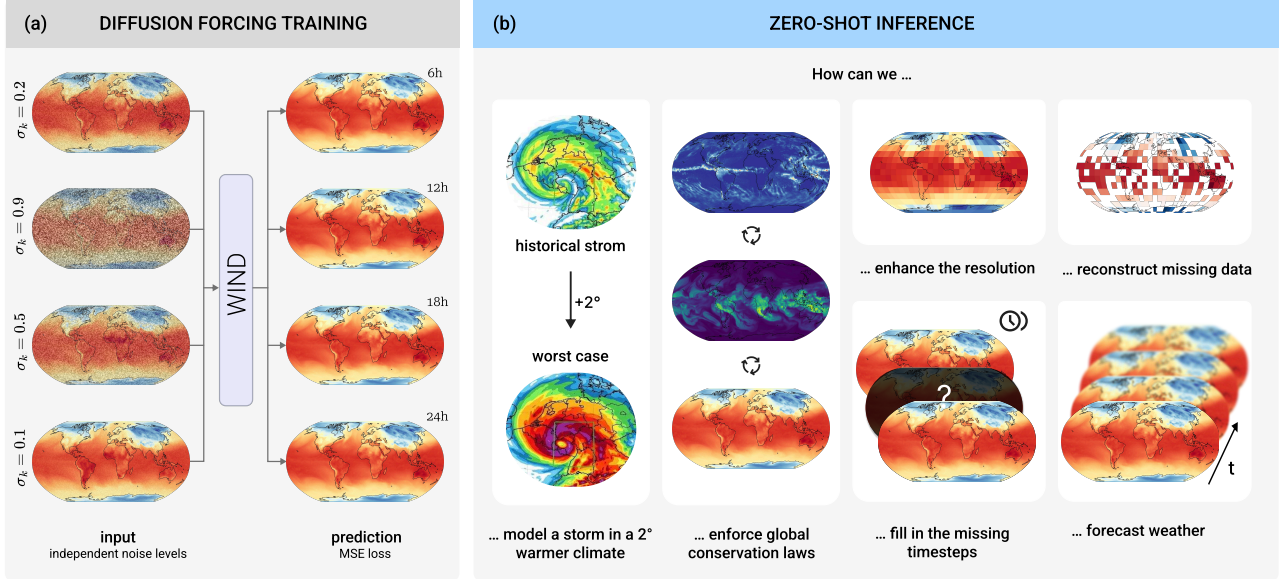 (a) DIFFUSION FORCING TRAINING
σₖ = 0.2
6h
σₖ = 0.9
12h
σₖ = 0.5
18h
σₖ = 0.1
24h
WIND
input
independent noise levels
prediction
MSE loss
(b) ZERO-SHOT INFERENCE
How can we ...
historical strom
+2°
worst case
... model a storm in a 2°
warmer climate
... enforce global
conservation laws
... enhance the resolution
... reconstruct missing data
?
... fill in the missing
timesteps
t
... forecast weather